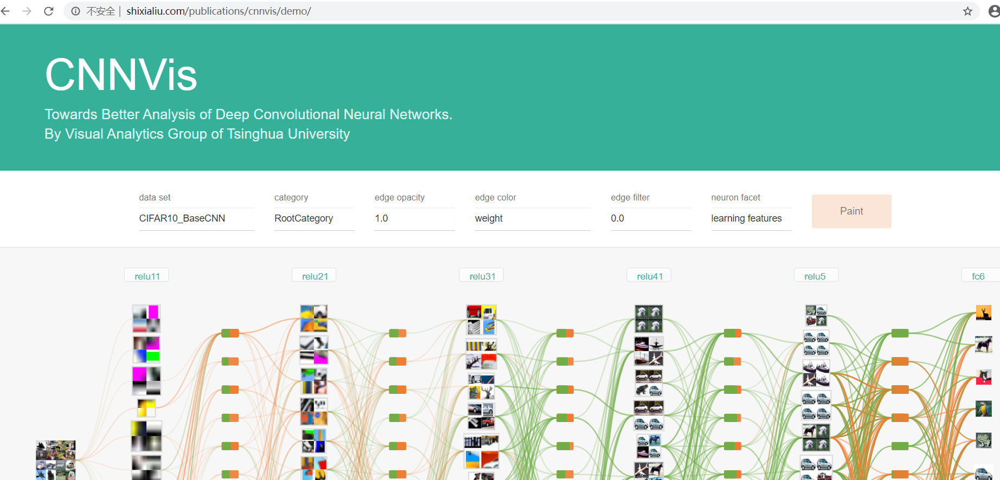 不安全 | shixialiu.com/publications/cnnvis/demo/
CNNVis
Towards Better Analysis of Deep Convolutional Neural Networks.
By Visual Analytics Group of Tsinghua University
data set category edge opacity edge color edge filter neuron facet
CIFAR10_BaseCNN RootCategory 1.0 weight 0.0 learning features Paint
relu11 relu21 relu31 relu41 relu5 fc6